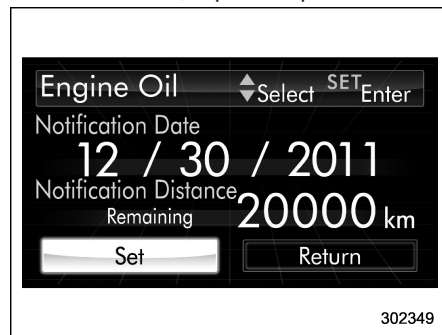 Engine Oil Select SET Enter
Notification Date
12 / 30 / 2011
Notification Distance
Remaining 20000 km
Set Return
302349